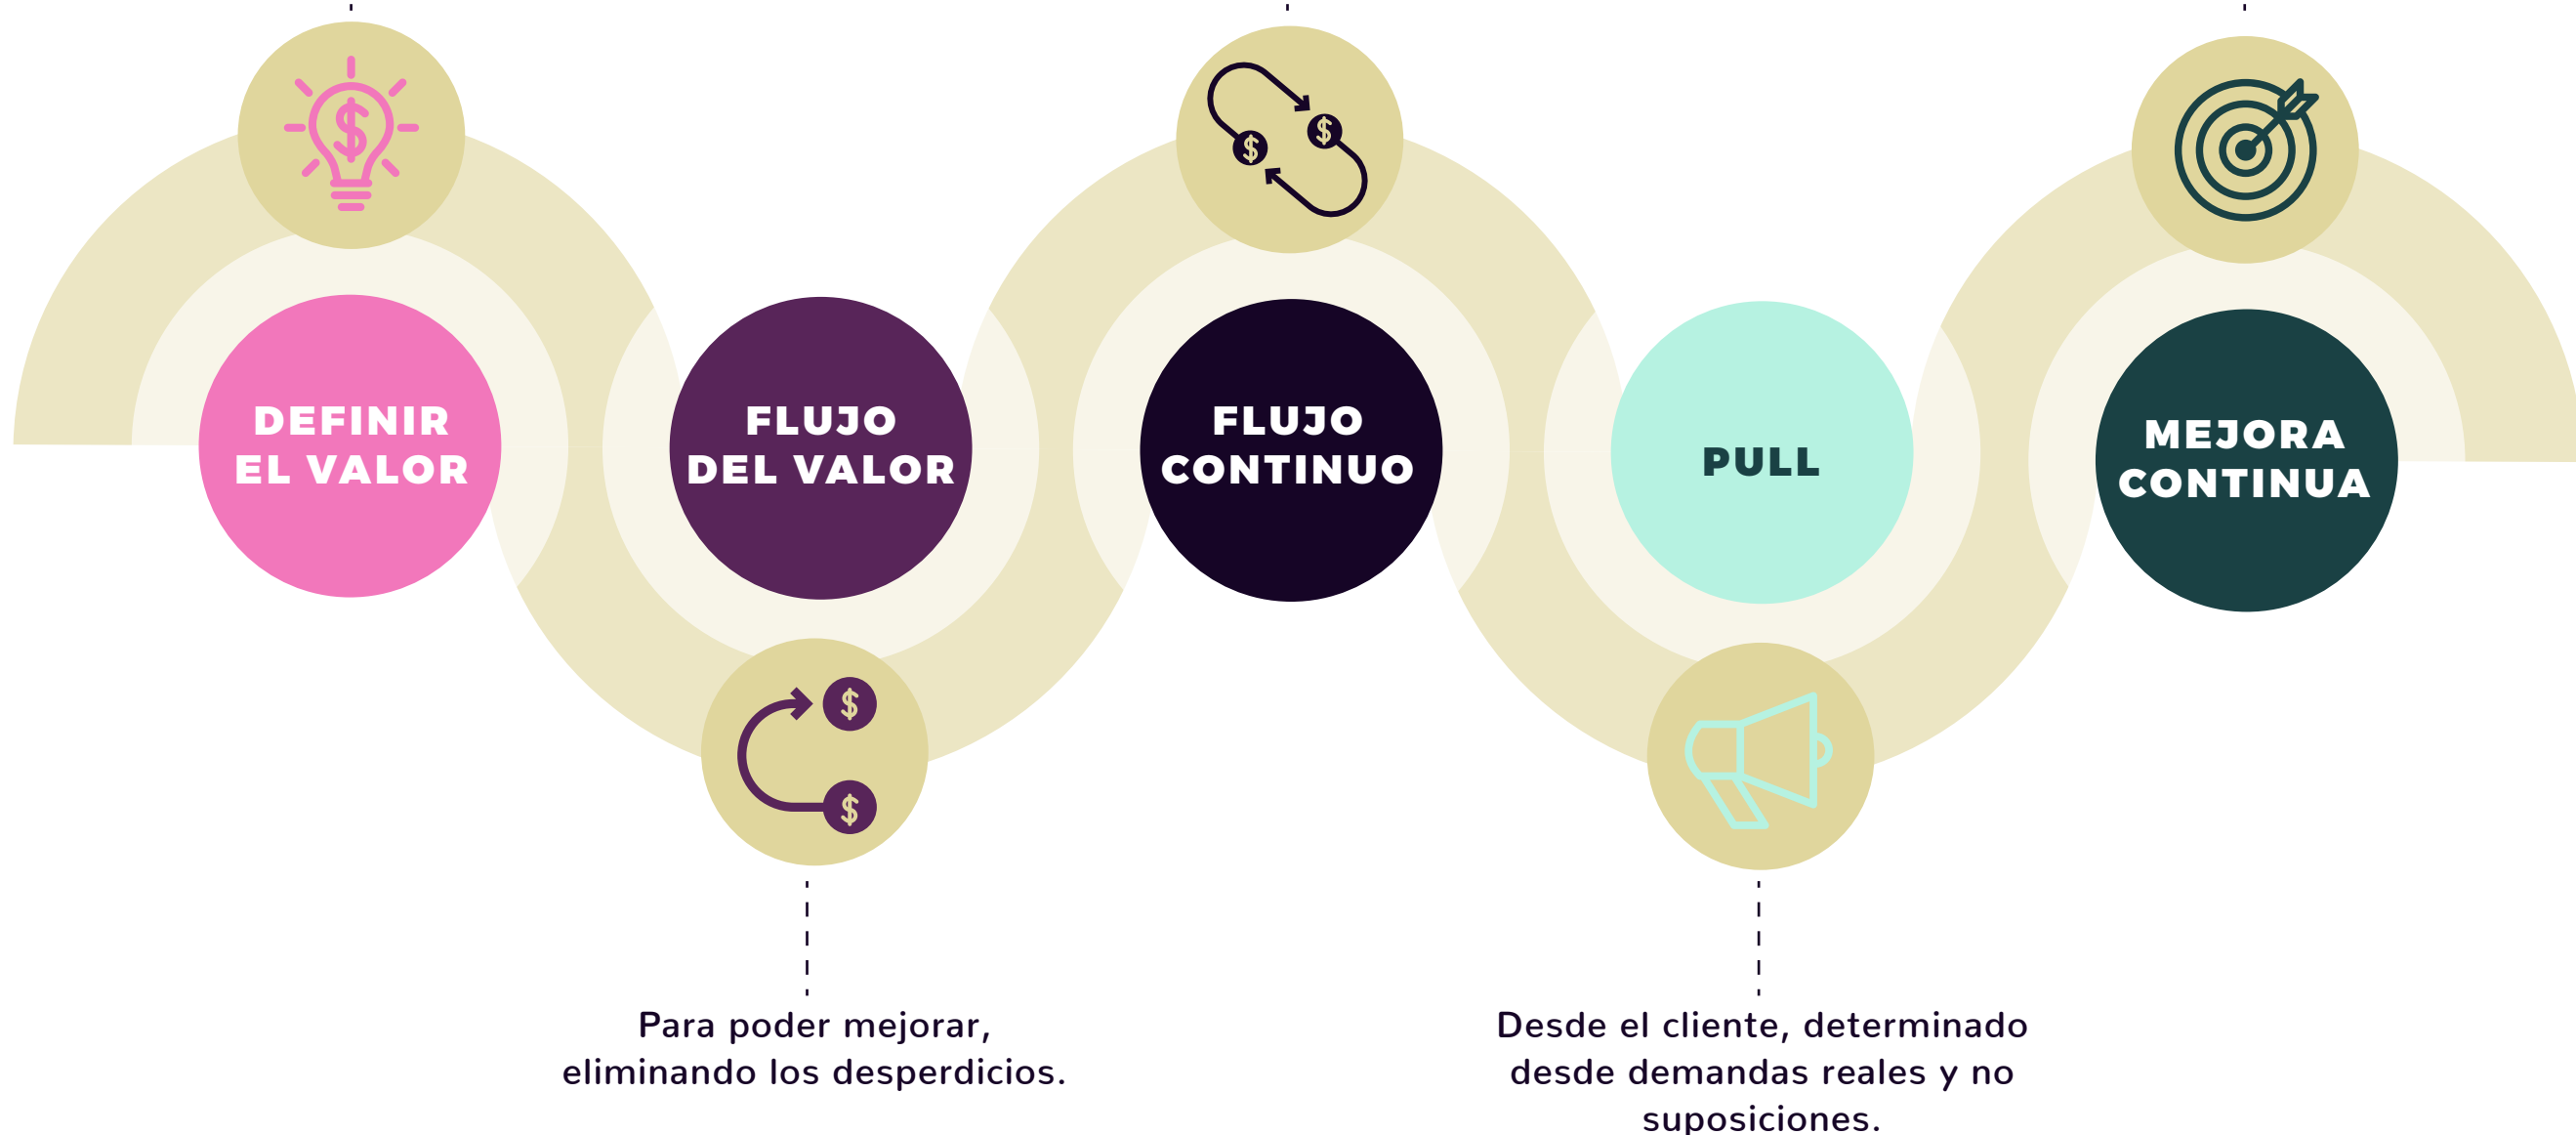 DEFINIR
EL VALOR
FLUJO
DEL VALOR
FLUJO
CONTINUO
PULL
MEJORA
CONTINUA
Para poder mejorar,
eliminando los desperdicios.
Desde el cliente, determinado
desde demandas reales y no
suposiciones.